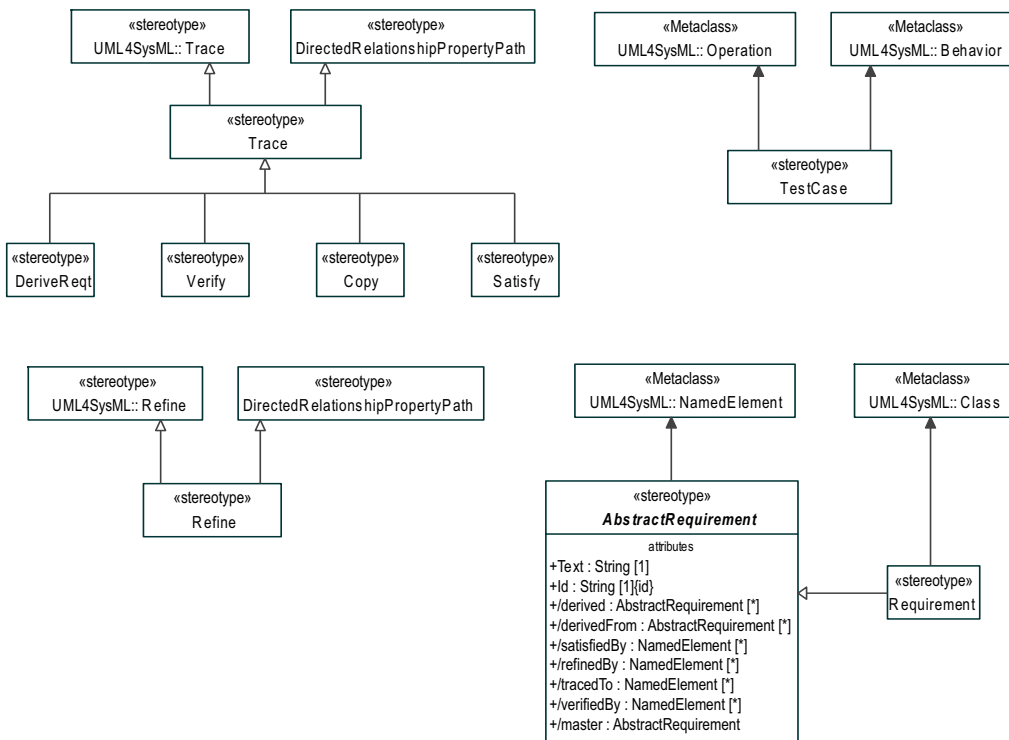 «stereotype»
UML4SysML:: Trace
«stereotype»
DirectedRelationshipPropertyPath
«stereotype»
Trace
«stereotype»
DeriveReqt
«stereotype»
Verify
«stereotype»
Copy
«stereotype»
Satisfy
«Metaclass»
UML4SysML:: Operation
«Metaclass»
UML4SysML:: Behavior
«stereotype»
TestCase
«stereotype»
UML4SysML:: Refine
«stereotype»
DirectedRelationshipPropertyPath
«stereotype»
Refine
«Metaclass»
UML4SysML:: NamedElement
«Metaclass»
UML4SysML:: Class
«stereotype»
AbstractRequirement
attributes
+Text : String [1]
+Id : String [1]{id}
+/derived : AbstractRequirement [*]
+/derivedFrom : AbstractRequirement [*]
+/satisfiedBy : NamedElement [*]
+/refinedBy : NamedElement [*]
+/tracedTo : NamedElement [*]
+/verifiedBy : NamedElement [*]
+/master : AbstractRequirement
«stereotype»
Requirement